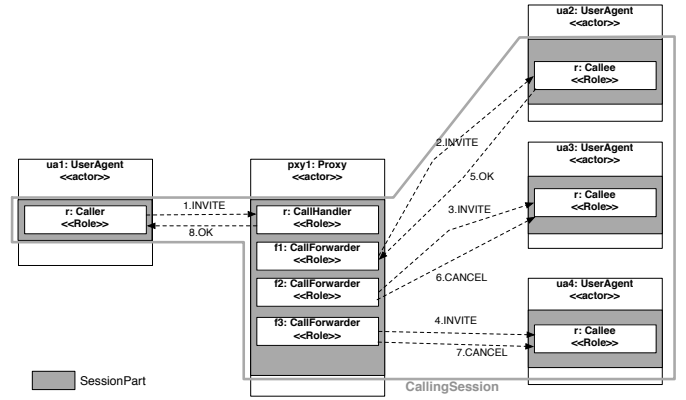 ua2: UserAgent
<<actor>>
r: Callee
<<Role>>
2.INVITE
5.OK
ua1: UserAgent
<<actor>>
r: Caller
<<Role>>
1.INVITE
8.OK
pxy1: Proxy
<<actor>>
r: CallHandler
<<Role>>
f1: CallForwarder
<<Role>>
f2: CallForwarder
<<Role>>
f3: CallForwarder
<<Role>>
ua3: UserAgent
<<actor>>
r: Callee
<<Role>>
3.INVITE
6.CANCEL
ua4: UserAgent
<<actor>>
r: Callee
<<Role>>
4.INVITE
7.CANCEL
SessionPart
CallingSession